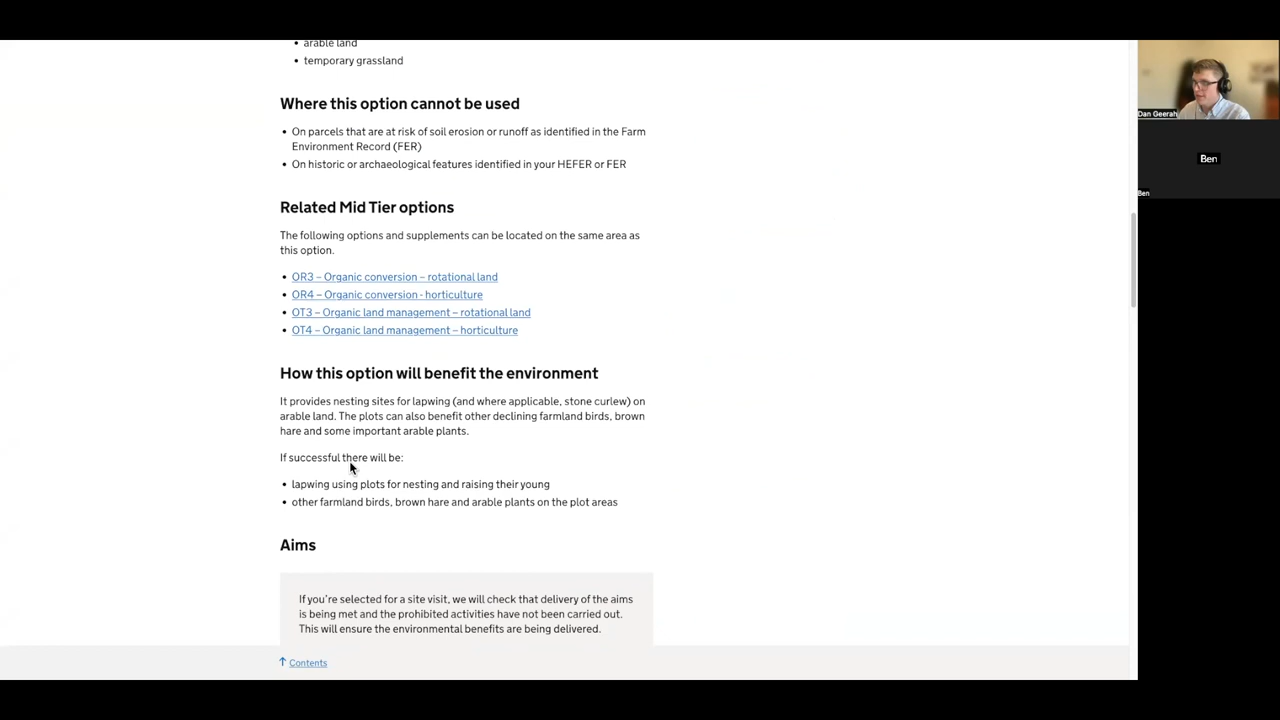 arable land
temporary grassland
Where this option cannot be used
On parcels that are at risk of soil erosion or runoff as identified in the Farm
Environment Record (FER)
On historic or archaeological features identified in your HEFER or FER
Related Mid Tier options
The following options and supplements can be located on the same area as
this option.
OR3 – Organic conversion – rotational land
OR4 – Organic conversion - horticulture
OT3 – Organic land management – rotational land
OT4 – Organic land management – horticulture
How this option will benefit the environment
It provides nesting sites for lapwing (and where applicable, stone curlew) on
arable land. The plots can also benefit other declining farmland birds, brown
hare and some important arable plants.
If successful there will be:
lapwing using plots for nesting and raising their young
other farmland birds, brown hare and arable plants on the plot areas
Aims
If you're selected for a site visit, we will check that delivery of the aims
is being met and the prohibited activities have not been carried out.
This will ensure the environmental benefits are being delivered.
↑ Contents
Dan Geerah
Ben
Ben